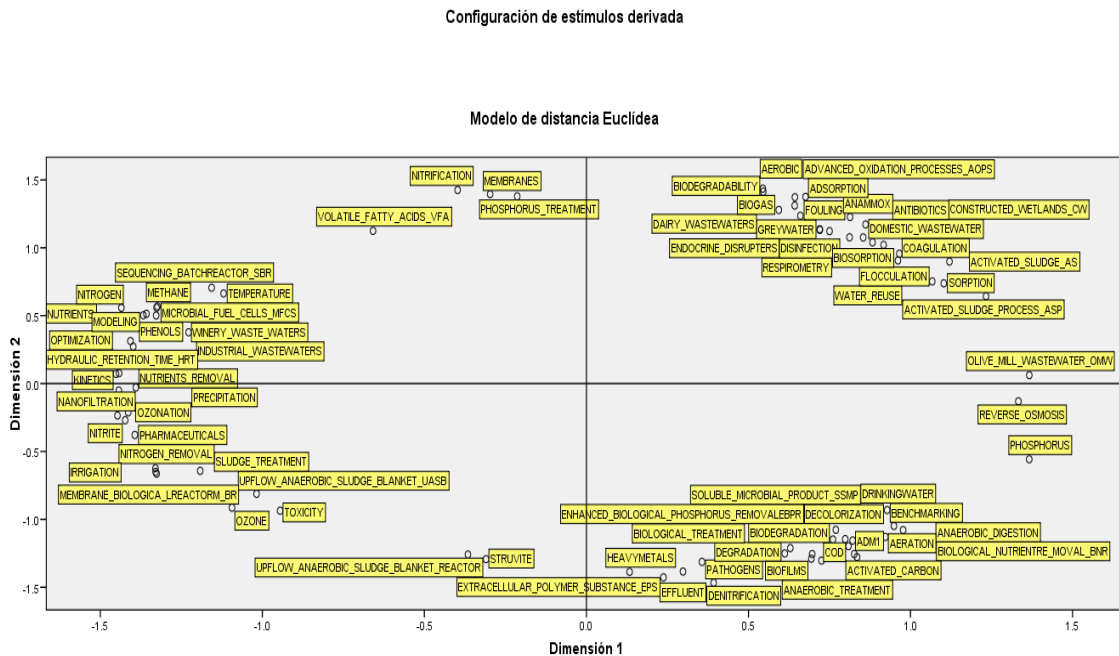 Configuración de estímulos derivada
Modelo de distancia Euclídea
AEROBIC ADVANCED_OXIDATION_PROCESSES_AOPS
NITRIFICATION MEMBRANES
BIODEGRADABILITY ADSORPTION
1.5
BIOGAS FOULING ANAMMOX
VOLATILE_FATTY_ACIDS_VFA PHOSPHORUS_TREATMENT ANTIBIOTICS CONSTRUCTED_WETLANDS_CW
DAIRY_WASTEWATERS GREYWATER DOMESTIC_WASTEWATER
1.0
ENDOCRINE_DISRUPTERS DISINFECTION COAGULATION
BIOSORPTION ACTIVATED_SLUDGE_AS
RESPIROMETRY FLOCCULATION SORPTION
SEQUENCING_BATCHREACTOR_SBR
NITROGEN METHANE TEMPERATURE WATER_REUSE
0.5
NUTRIENTS MICROBIAL_FUEL_CELLS_MFCS ACTIVATED_SLUDGE_PROCESS_ASP
MODELING PHENOLS WINERY_WASTE_WATERS
OPTIMIZATION INDUSTRIAL_WASTEWATERS
HYDRAULIC_RETENTION_TIME_HRT OLIVE_MILL_WASTEWATER_OMW
KINETICS NUTRIENTS_REMOVAL
0.0
NANOFILTRATION PRECIPITATION
OZONATION REVERSE_OSMOSIS
NITRITE PHARMACEUTICALS
PHOSPHORUS
-0.5
NITROGEN_REMOVAL SLUDGE_TREATMENT
IRRIGATION UPFLOW_ANAEROBIC_SLUDGE_BLANKET_UASB
MEMBRANE_BIOLOGICA_LREACTORM_BR SOLUBLE_MICROBIAL_PRODUCT_SSMP DRINKINGWATER
OZONE TOXICITY ENHANCED_BIOLOGICAL_PHOSPHORUS_REMOVALEBPR DECOLORIZATION BENCHMARKING
-1.0
BIOLOGICAL_TREATMENT BIODEGRADATION ADM1 AERATION ANAEROBIC_DIGESTION
DEGRADATION COD BIOLOGICAL_NUTRIENTRE_MOVAL_BNR
STRUVITE HEAVYMETALS
UPFLOW_ANAEROBIC_SLUDGE_BLANKET_REACTOR PATHOGENS BIOFILMS ACTIVATED_CARBON
EXTRACELLULAR_POLYMER_SUBSTANCE_EPS EFFLUENT DENITRIFICATION ANAEROBIC_TREATMENT
-1.5
-1.5 -1.0 -0.5 0.0 0.5 1.0 1.5
Dimensión 1
Dimensión 2